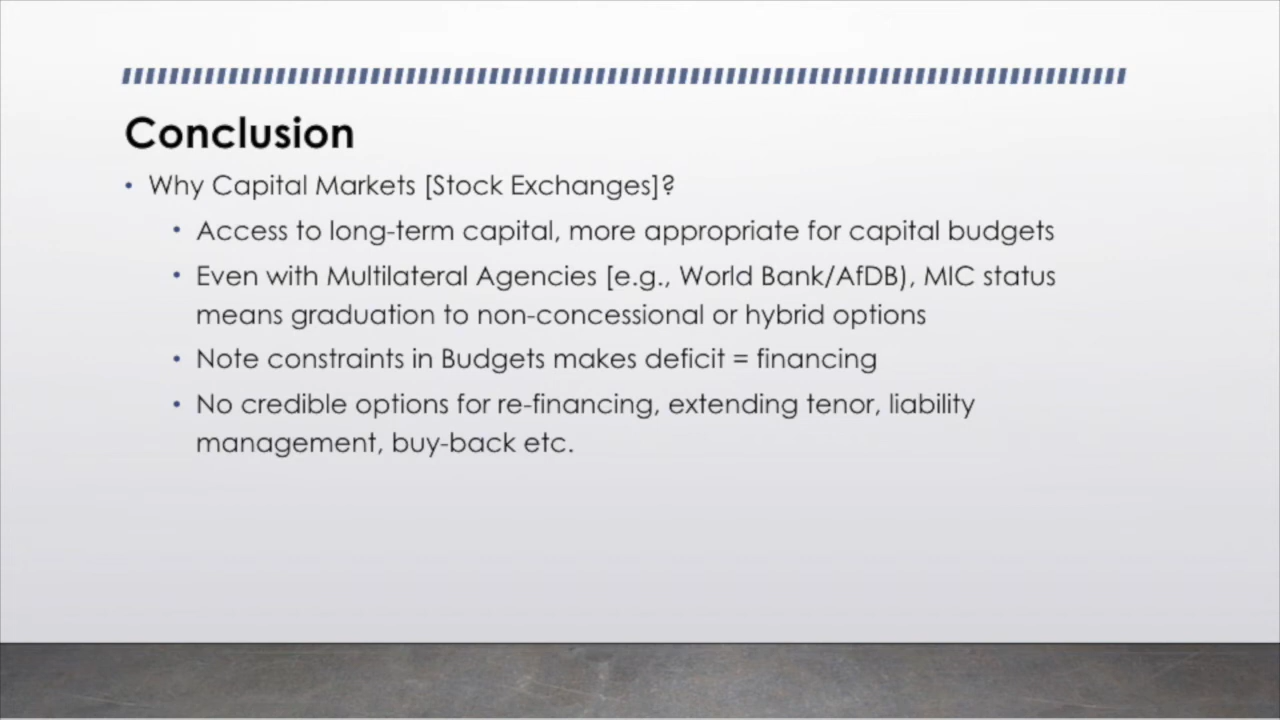 Conclusion
• Why Capital Markets [Stock Exchanges]?
• Access to long-term capital, more appropriate for capital budgets
• Even with Multilateral Agencies [e.g., World Bank/AfDB), MIC status
means graduation to non-concessional or hybrid options
• Note constraints in Budgets makes deficit = financing
• No credible options for re-financing, extending tenor, liability
management, buy-back etc.